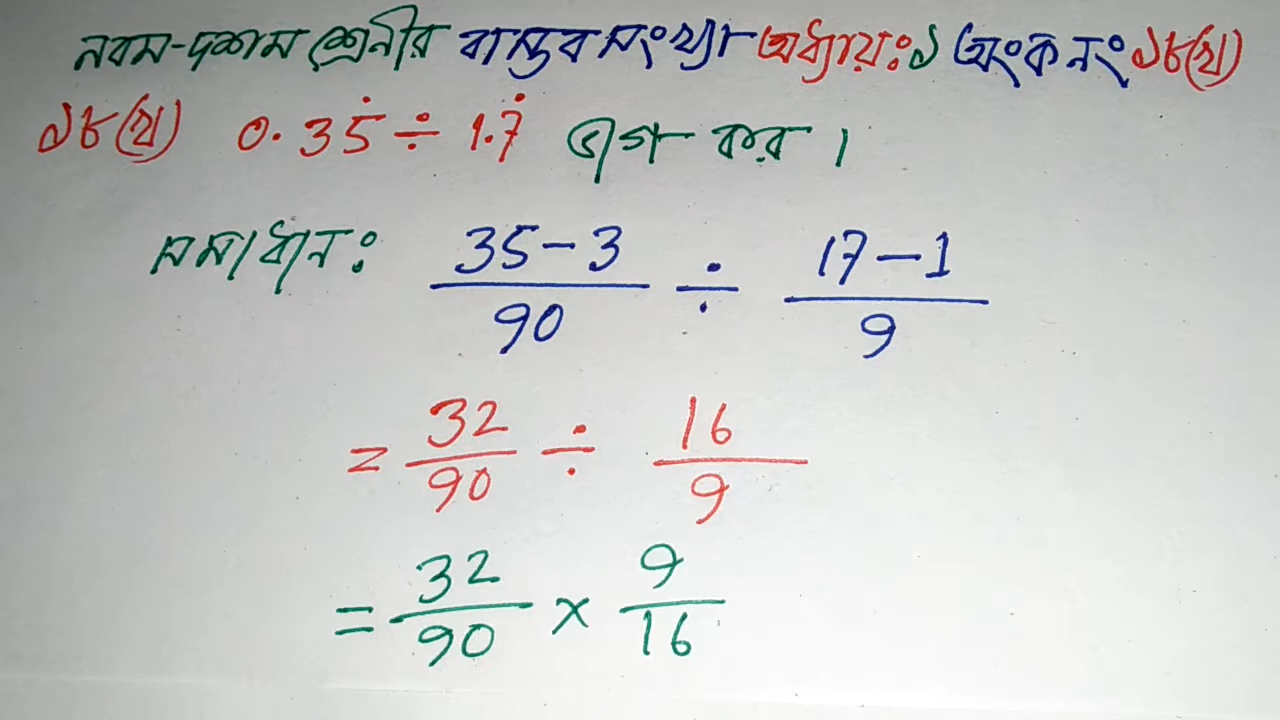 নবম-দশম শ্রেনীর বাস্তব সংখ্যা অধ্যায়ঃ১ অংক নং ১৮(খ)
১৮(খ) 0.35̇ ÷ 1.7̇ ভাগ কর ।
সমাধানঃ (35-3)/90 ÷ (17-1)/9
= 32/90 ÷ 16/9
= 32/90 × 9/16